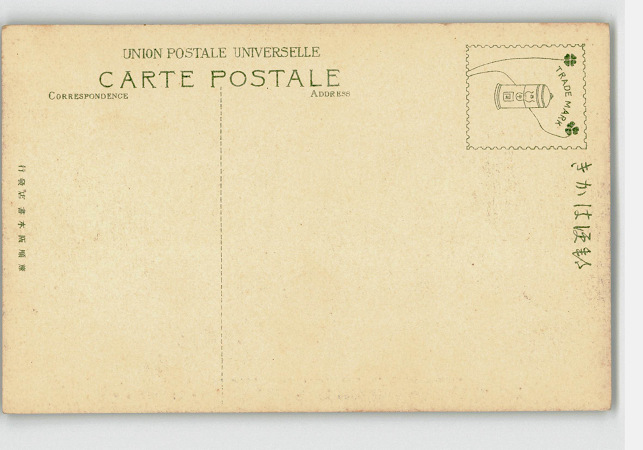 UNION POSTALE UNIVERSELLE
CARTE POSTALE
CORRESPONDENCE
ADDRESS
TRADE MARK
きかは便郵